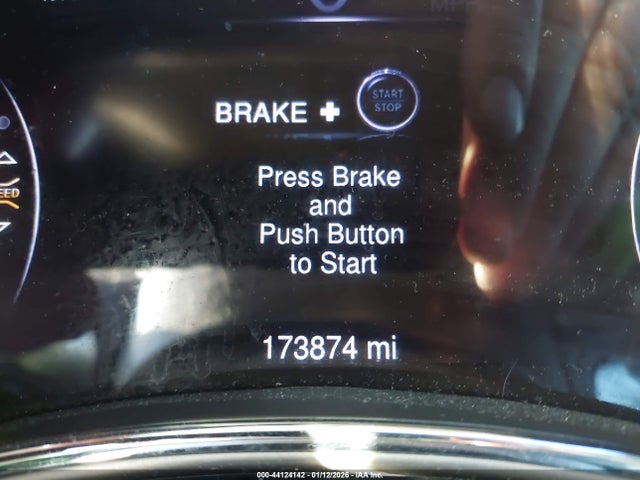 MPH
BRAKE +
START
STOP
Press Brake
and
Push Button
to Start
173874 mi
000-44124142 - 01/12/2026 - IAA Inc.